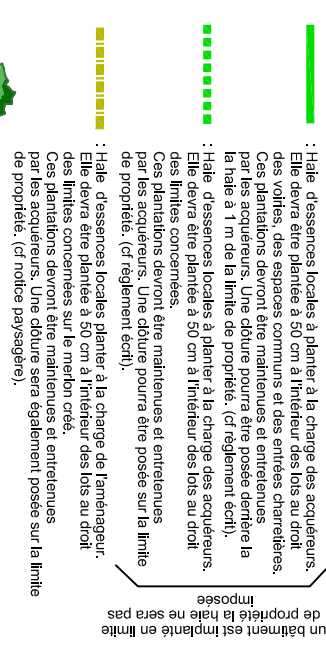 : Haie d'essences locales à planter à la charge des acquéreurs.
Elle devra être plantée à 50 cm à l'intérieur des lots au droit
des voiries, des espaces communs et des entrées charretières.
Ces plantations devront être maintenues et entretenues
par les acquéreurs. Une clôture pourra être posée derrière la
la haie à 1 m de la limite de propriété. (cf règlement écrit).
: Haie d'essences locales à planter à la charge des acquéreurs.
Elle devra être plantée à 50 cm à l'intérieur des lots au droit
des limites concernées.
Ces plantations devront être maintenues et entretenues
par les acquéreurs. Une clôture pourra être posée sur la limite
de propriété. (cf règlement écrit).
: Haie d'essences locales planter à la charge de l'aménageur.
Elle devra être plantée à 50 cm à l'intérieur des lots au droit
des limites concernées sur le merlon créé.
Ces plantations devront être maintenues et entretenues
par les acquéreurs. Une clôture sera également posée sur la limite
de propriété. (cf notice paysagère).
un bâtiment est implanté en limite
de propriété la haie ne sera pas
imposée